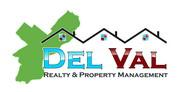 DEL VAL
REALTY & PROPERTY MANAGEMENT